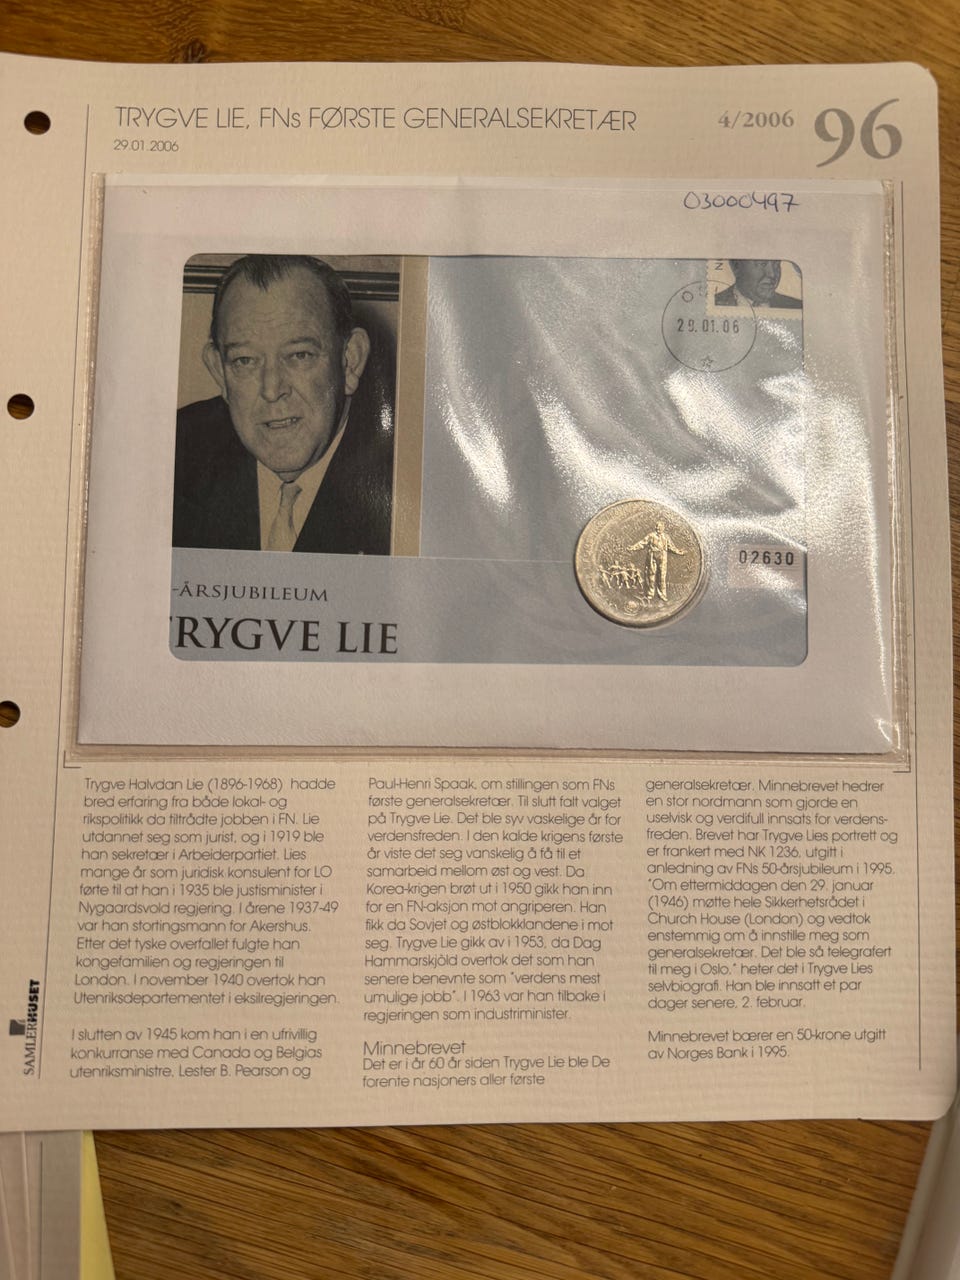 TRYGVE LIE, FNs FØRSTE GENERALSEKRETÆR
4/2006
96
29.01.2006
03000497
29.01.06
02630
-ÅRSJUBILEUM
TRYGVE LIE
Trygve Halvdan Lie (1896-1968) hadde
bred erfaring fra både lokal- og
rikspolitikk da tiltrådte jobben i FN. Lie
utdannet seg som jurist, og i 1919 ble
han sekretær i Arbeiderpartiet. Lies
mange år som juridisk konsulent for LO
førte til at han i 1935 ble justisminister i
Nygaardsvold regjering. I årene 1937-49
var han stortingsmann for Akershus.
Etter det tyske overfallet fulgte han
kongefamilien og regjeringen til
London. I november 1940 overtok han
Utenriksdepartementet i eksilregjeringen.
I slutten av 1945 kom han i en ufrivillig
konkurranse med Canada og Belgias
utenriksministre, Lester B. Pearson og
Paul-Henri Spaak, om stillingen som FNs
første generalsekretær. Til slutt falt valget
på Trygve Lie. Det ble syv vaskelige år for
verdensfreden. I den kalde krigens første
år viste det seg vanskelig å få til et
samarbeid mellom øst og vest. Da
Korea-krigen brøt ut i 1950 gikk han inn
for en FN-aksjon mot angriperen. Han
fikk da Sovjet og østblokklandene i mot
seg. Trygve Lie gikk av i 1953, da Dag
Hammarskjöld overtok det som han
senere benevnte som "verdens mest
umulige jobb". I 1963 var han tilbake i
regjeringen som industriminister.
Minnebrevet
Det er i år 60 år siden Trygve Lie ble De
forente nasjoners aller første
generalsekretær. Minnebrevet hedrer
en stor nordmann som gjorde en
uselvisk og verdifull innsats for verdens-
freden. Brevet har Trygve Lies portrett og
er frankert med NK 1236, utgitt i
anledning av FNs 50-årsjubileum i 1995.
"Om ettermiddagen den 29. januar
(1946) møtte hele Sikkerhetsrådet i
Church House (London) og vedtok
enstemmig om å innstille meg som
generalsekretær. Det ble så telegrafert
til meg i Oslo," heter det i Trygve Lies
selvbiografi. Han ble innsatt et par
dager senere, 2. februar.
Minnebrevet bærer en 50-krone utgitt
av Norges Bank i 1995.
SAMLERHUSET